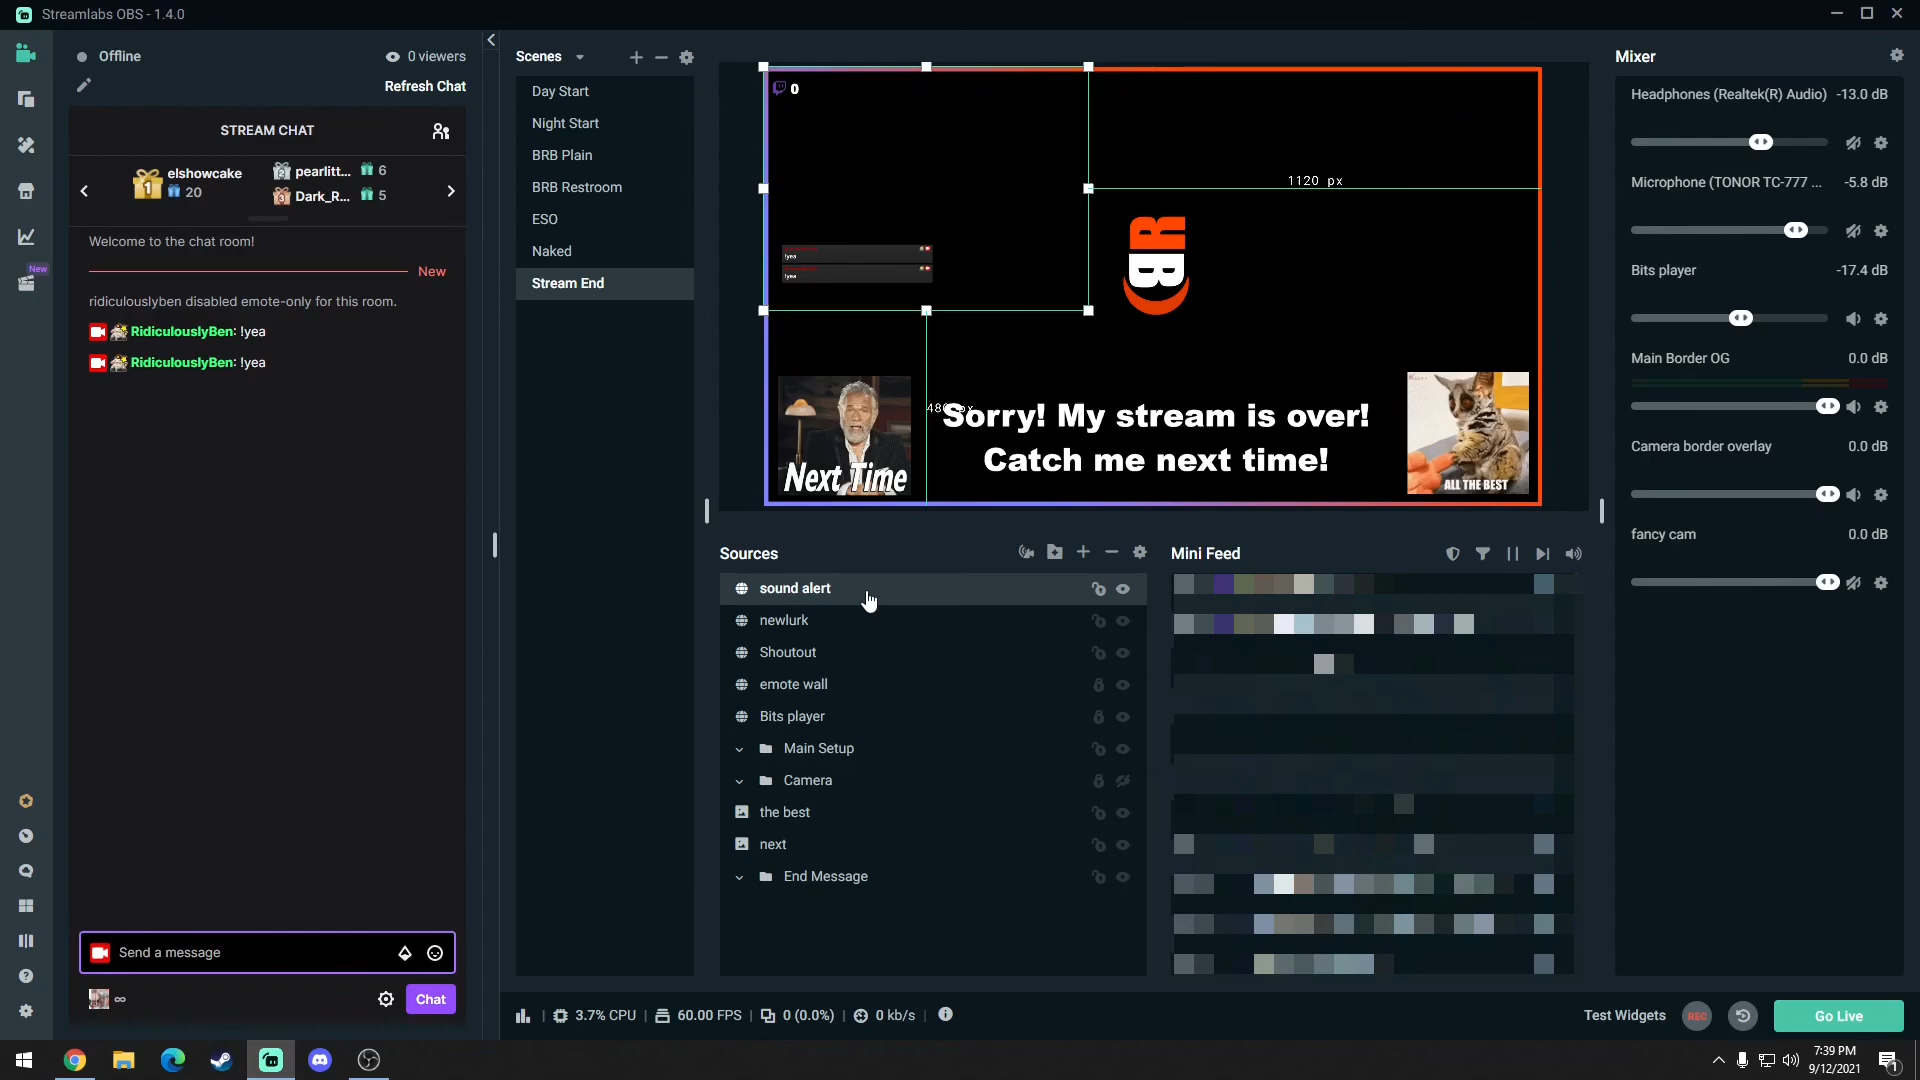 Streamlabs OBS - 1.4.0
Offline
0 viewers
Refresh Chat
STREAM CHAT
elshowcake
20
pearlitt... 6
Dark_R... 5
Welcome to the chat room!
New
ridiculouslyben disabled emote-only for this room.
RidiculouslyBen: !yea
RidiculouslyBen: !yea
Send a message
∞
Chat
New
Scenes
Day Start
Night Start
BRB Plain
BRB Restroom
ESO
Naked
Stream End
0
1120 px
!yea
!yea
BR
Next Time
Sorry! My stream is over!
Catch me next time!
ALL THE BEST
Sources
sound alert
newlurk
Shoutout
emote wall
Bits player
Main Setup
Camera
the best
next
End Message
Mini Feed
Mixer
Headphones (Realtek(R) Audio) -13.0 dB
Microphone (TONOR TC-777 ... -5.8 dB
Bits player -17.4 dB
Main Border OG 0.0 dB
Camera border overlay 0.0 dB
fancy cam 0.0 dB
3.7% CPU
60.00 FPS
0 (0.0%)
0 kb/s
Test Widgets
REC
Go Live
7:39 PM
9/12/2021
1